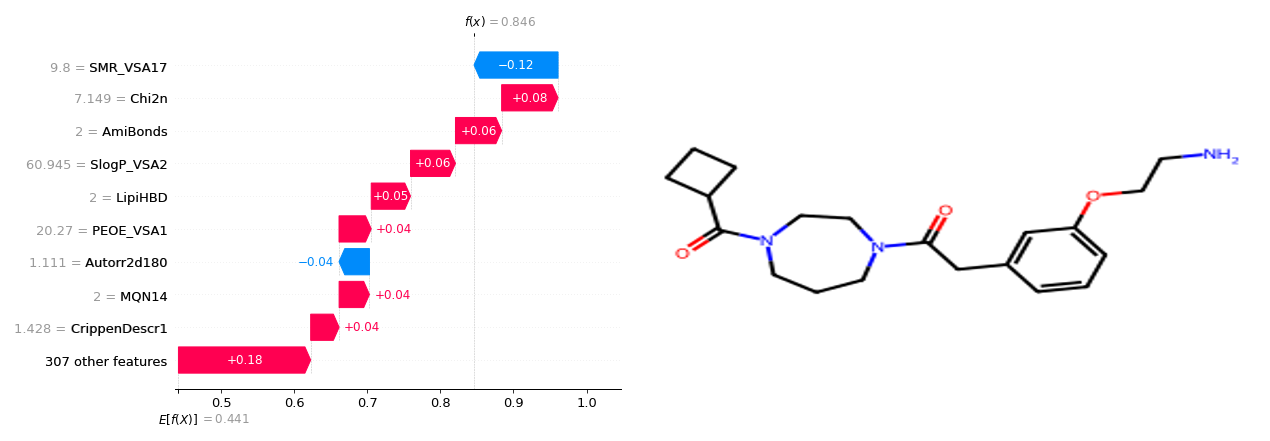 f(x) = 0.846
9.8 = SMR_VSA17
−0.12
7.149 = Chi2n
+0.08
2 = AmiBonds
+0.06
60.945 = SlogP_VSA2
+0.06
2 = LipiHBD
+0.05
20.27 = PEOE_VSA1
+0.04
1.111 = Autorr2d180
−0.04
2 = MQN14
+0.04
1.428 = CrippenDescr1
+0.04
307 other features
+0.18
0.5 0.6 0.7 0.8 0.9 1.0
E[f(X)] = 0.441
NH2
O
O
N
N
O